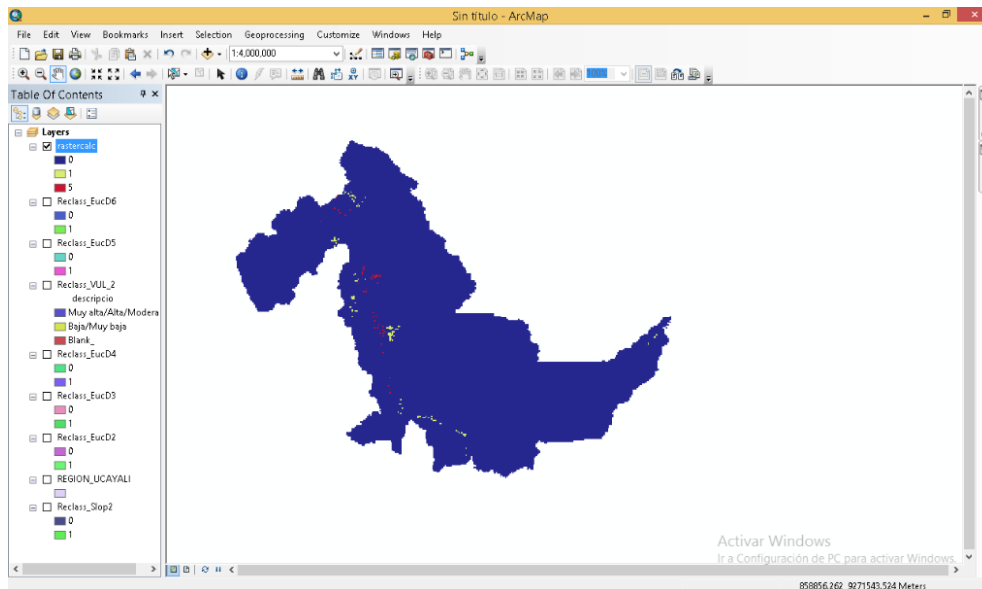 Sin título - ArcMap
File Edit View Bookmarks Insert Selection Geoprocessing Customize Windows Help
1:4,000,000
100%
Table Of Contents
Layers
rastercalc
0
1
5
Reclass_EucD6
0
1
Reclass_EucD5
0
1
Reclass_VUL_2
descripcio
Muy alta/Alta/Modera
Baja/Muy baja
Blank_
Reclass_EucD4
0
1
Reclass_EucD3
0
1
Reclass_EucD2
0
1
REGION_UCAYALI
Reclass_Slop2
0
1
Activar Windows
Ir a Configuración de PC para activar Windows.
858856.262 9271543.524 Meters